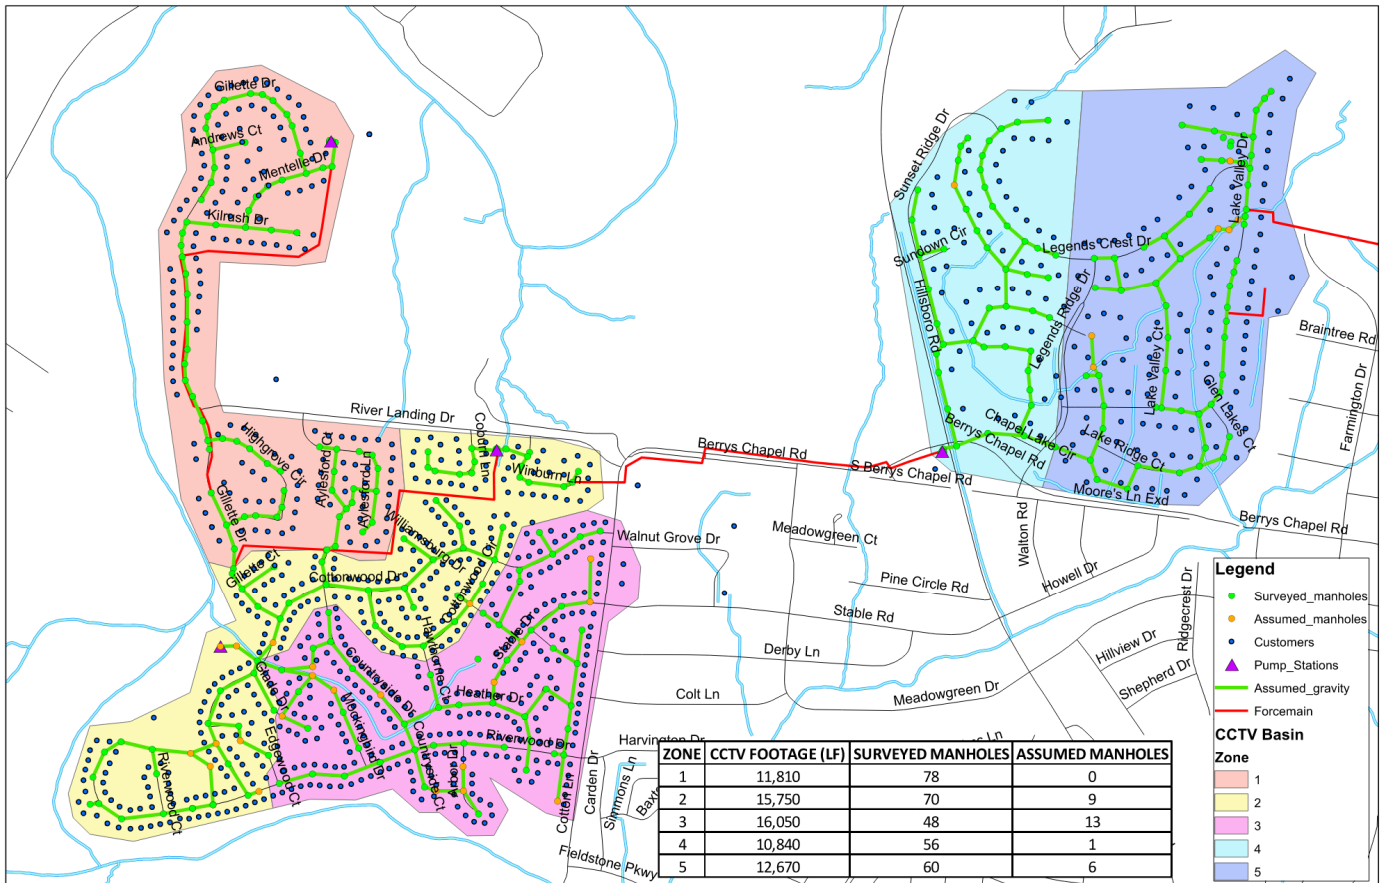 Gillette Dr
Andrews Ct
Mentelle Dr
Kilrush Dr
Sunset Ridge Dr
Lake Valley Dr
Sundown Cir
Legends Crest Dr
Hillsboro Rd
Legends Ridge Dr
Braintree Rd
Lake Valley Ct
Glen Lakes Ct
Farmington Dr
River Landing Dr
Coburn Ln
Highgrove Cir
Aylesford Ct
Aylesford Ln
Winburn Ln
Berrys Chapel Rd
S Berrys Chapel Rd
Chapel Lake Cir
Berrys Chapel Rd
Lake Ridge Ct
Moore's Ln Exd
Berrys Chapel Rd
Gillette Dr
Williamsburg Dr
Walnut Grove Dr
Meadowgreen Ct
Walton Rd
Gillette Ct
Cottonwood Dr
Cottonwood Cir
Pine Circle Rd
Howell Dr
Stable Rd
Ridgecrest Dr
Hawthorne Ct
Stable Dr
Derby Ln
Hillview Dr
Shepherd Dr
Glade Dr
Countryside Dr
Heather Dr
Colt Ln
Meadowgreen Dr
Mockingbird Dr
Edgewood Ct
Countryside Ct
Riverwood Dr
Harvington Dr
Riverwood Ct
Cotton Ln
Carden Dr
Simmons Ln
Fieldstone Pkwy
Legend
Surveyed_manholes
Assumed_manholes
Customers
Pump_Stations
Assumed_gravity
Forcemain
CCTV Basin
Zone
1
2
3
4
5
ZONE CCTV FOOTAGE (LF) SURVEYED MANHOLES ASSUMED MANHOLES
1 11,810 78 0
2 15,750 70 9
3 16,050 48 13
4 10,840 56 1
5 12,670 60 6